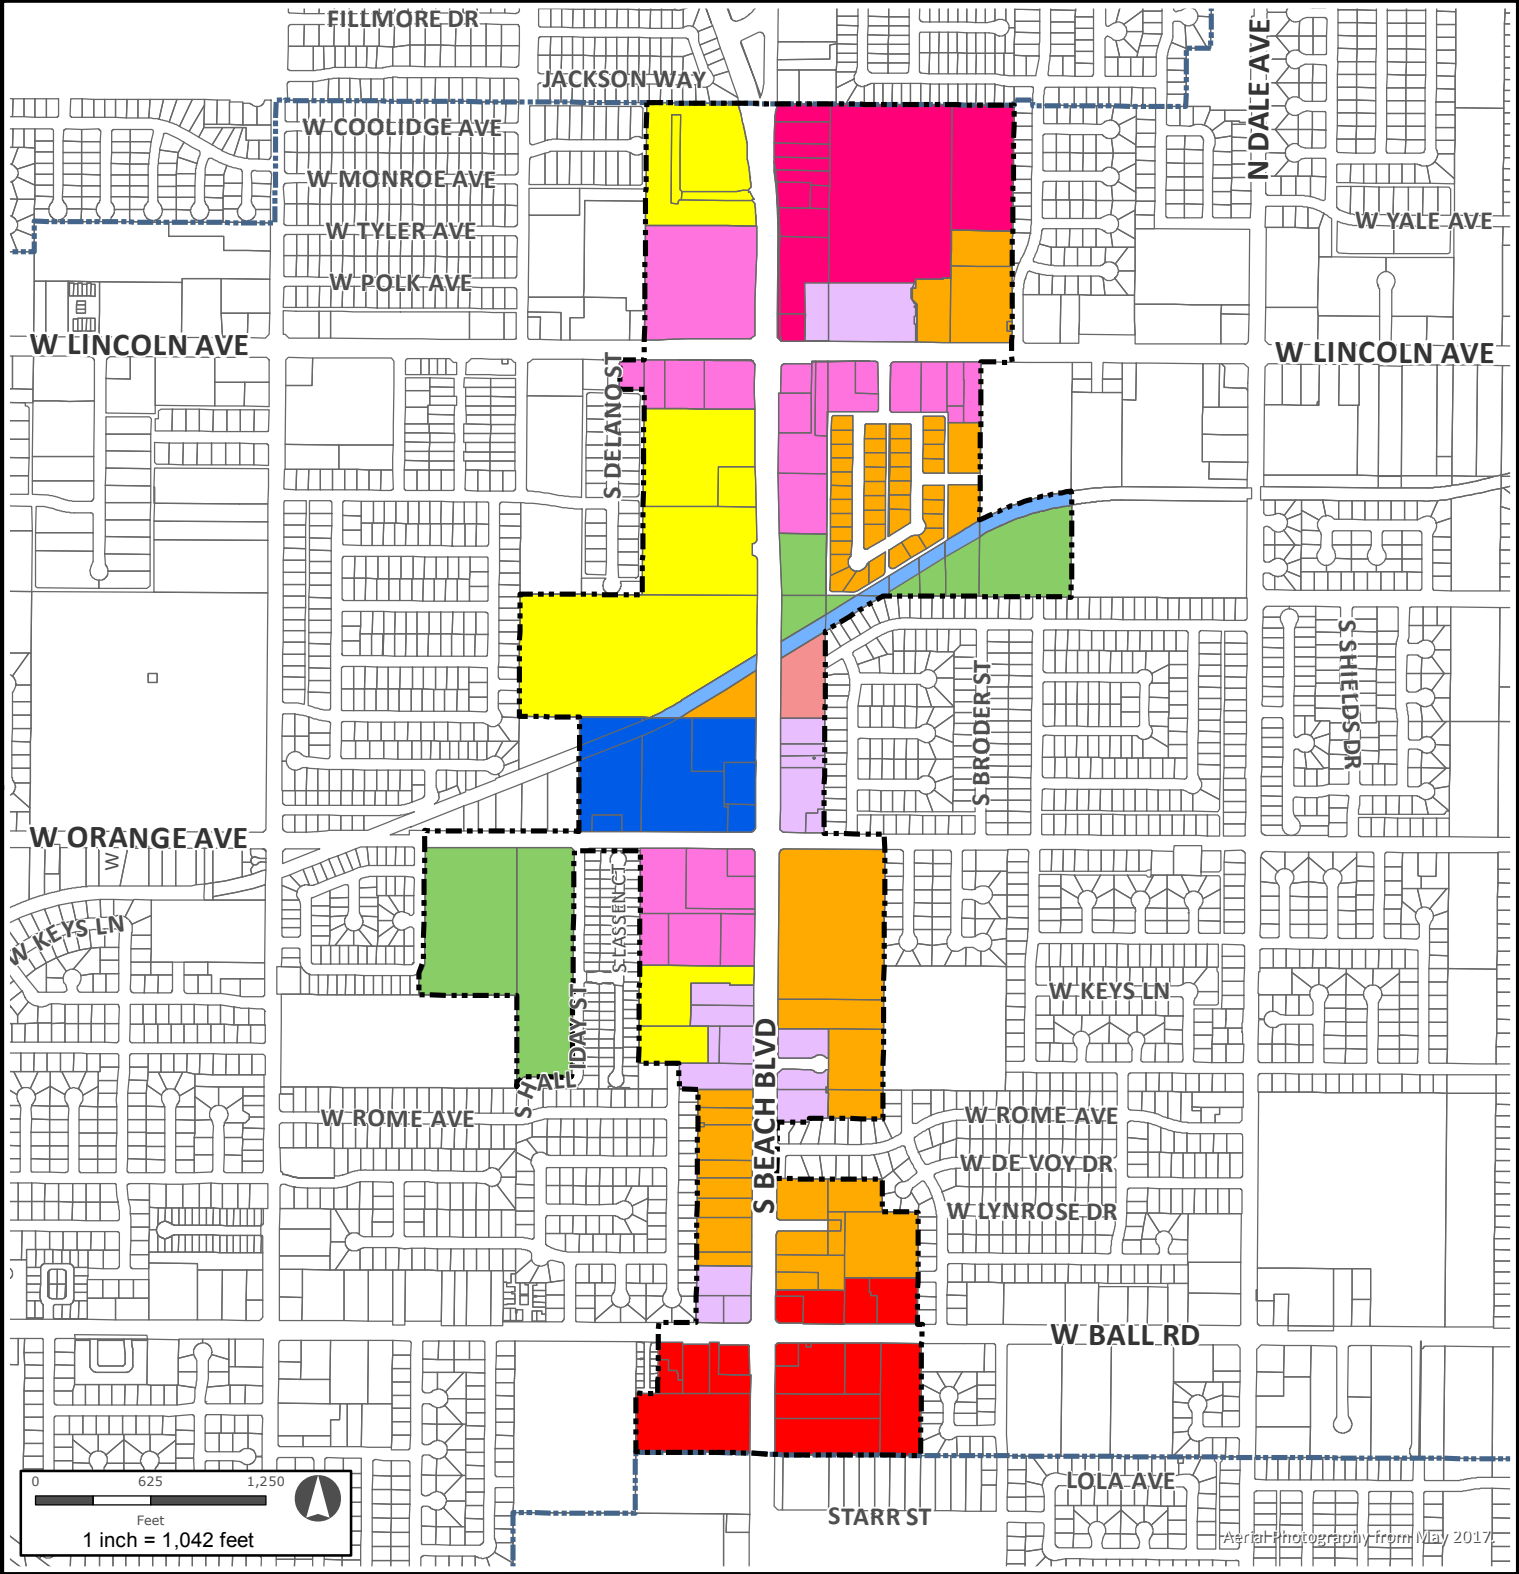 FILLMORE DR
JACKSON WAY
N DALE AVE
W COOLIDGE AVE
W MONROE AVE
W YALE AVE
W TYLER AVE
W POLK AVE
W LINCOLN AVE
W LINCOLN AVE
S DELANO ST
S SHIELDS DR
S BRODER ST
W ORANGE AVE
W
S LASSEN CT
W KEYS LN
W KEYS LN
S HALLIDAY ST
S BEACH BLVD
W ROME AVE
W ROME AVE
W DE VOY DR
W LYNROSE DR
W BALL RD
LOLA AVE
STARR ST
0 625 1,250
Feet
1 inch = 1,042 feet
Aerial Photography from May 2017.